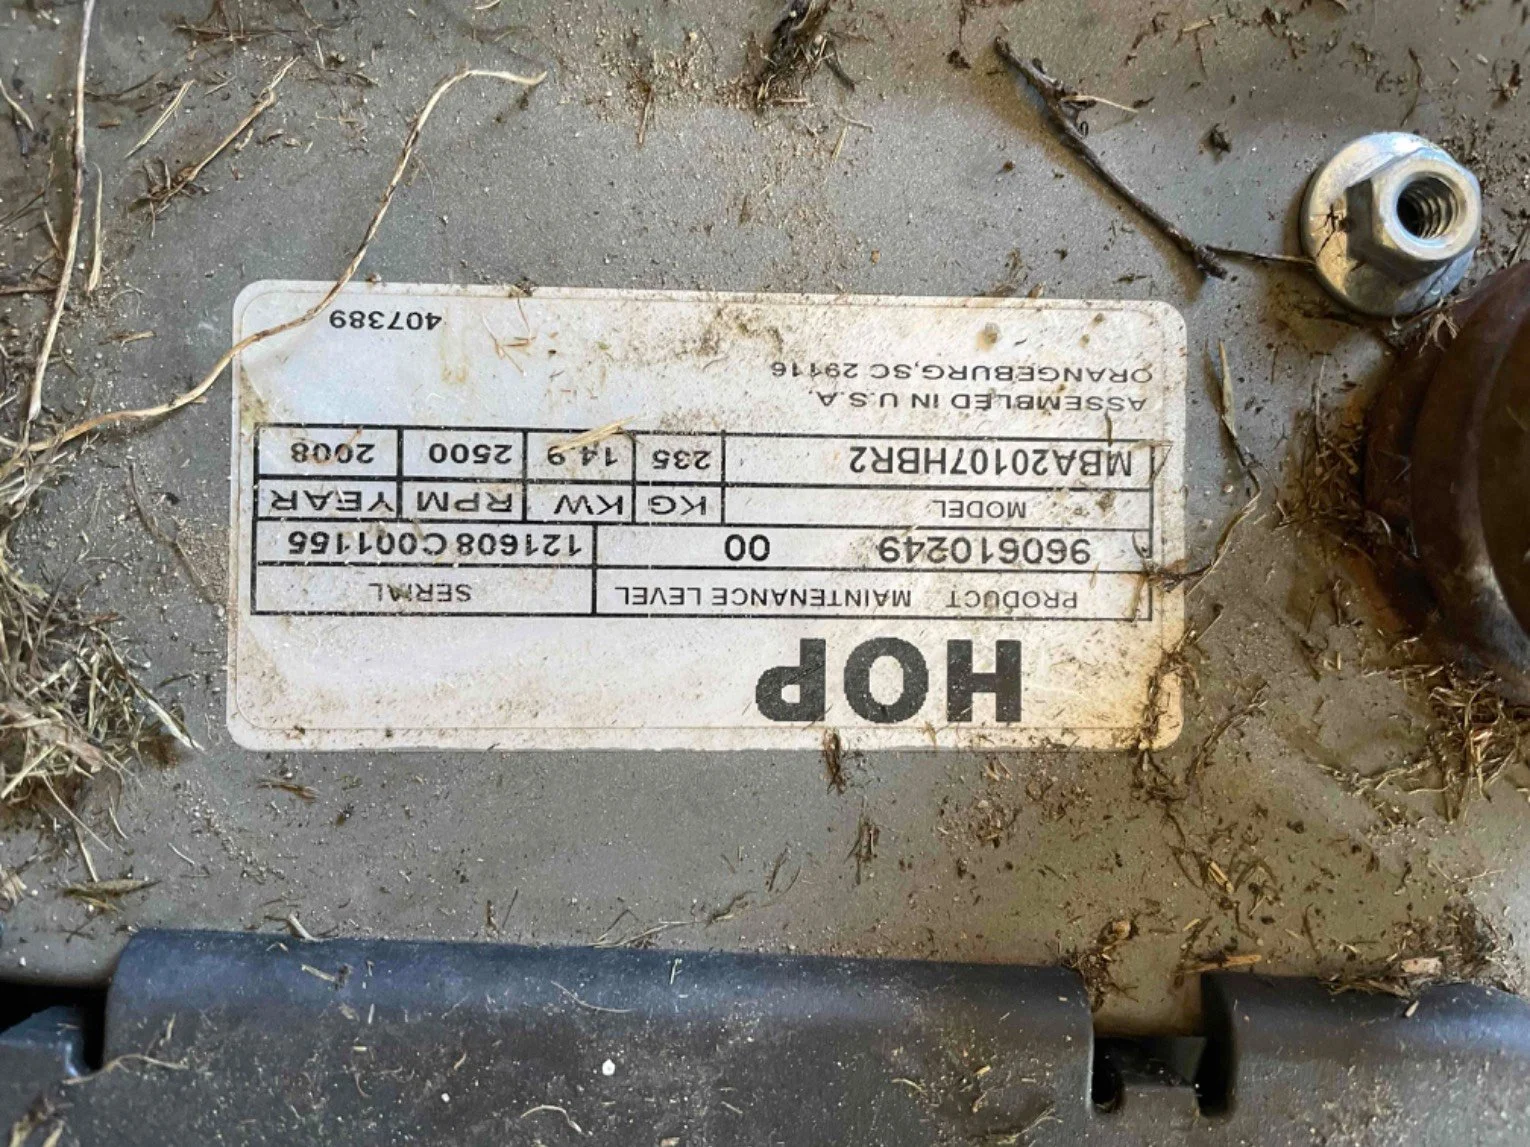 HOP
PRODUCT MAINTENANCE LEVEL SERIAL
960610249 00 121608C001155
MODEL KG KW RPM YEAR
MBA20107HBR2 235 14.9 2500 2008
ASSEMBLED IN U.S.A.
ORANGEBURG,SC 29116
407389